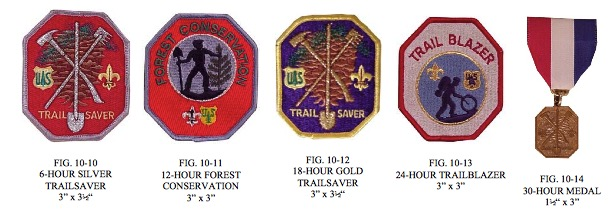 TRAIL SAVER
FOREST CONSERVATION
UAS
TRAIL SAVER
TRAIL BLAZER
FIG. 10-10
6-HOUR SILVER
TRAILSAVER
3” x 3½“
FIG. 10-11
12-HOUR FOREST
CONSERVATION
3” x 3”
FIG. 10-12
18-HOUR GOLD
TRAILSAVER
3” x 3½“
FIG. 10-13
24-HOUR TRAILBLAZER
3” x 3”
FIG. 10-14
30-HOUR MEDAL
1½“ x 3”